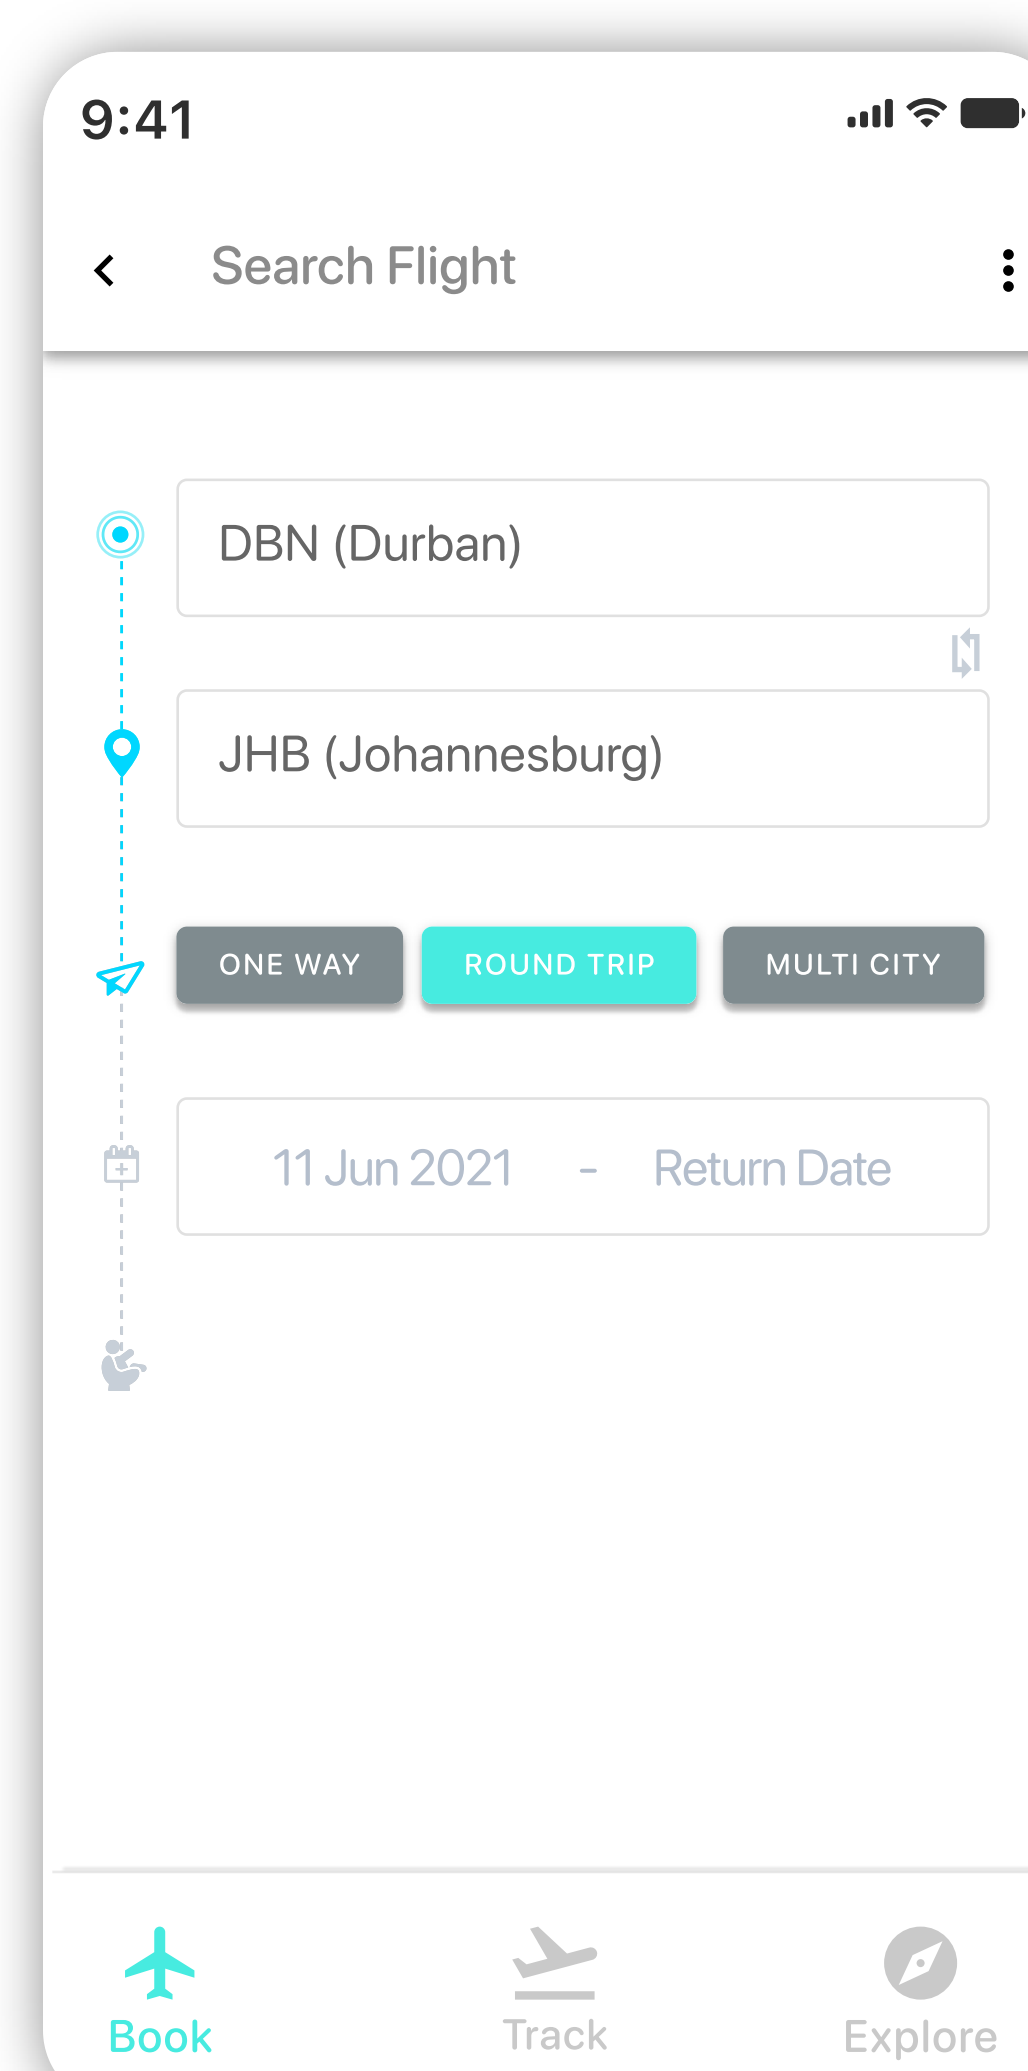 9:41
Search Flight
DBN (Durban)
JHB (Johannesburg)
ONE WAY ROUND TRIP MULTI CITY
11 Jun 2021 - Return Date
Book Track Explore